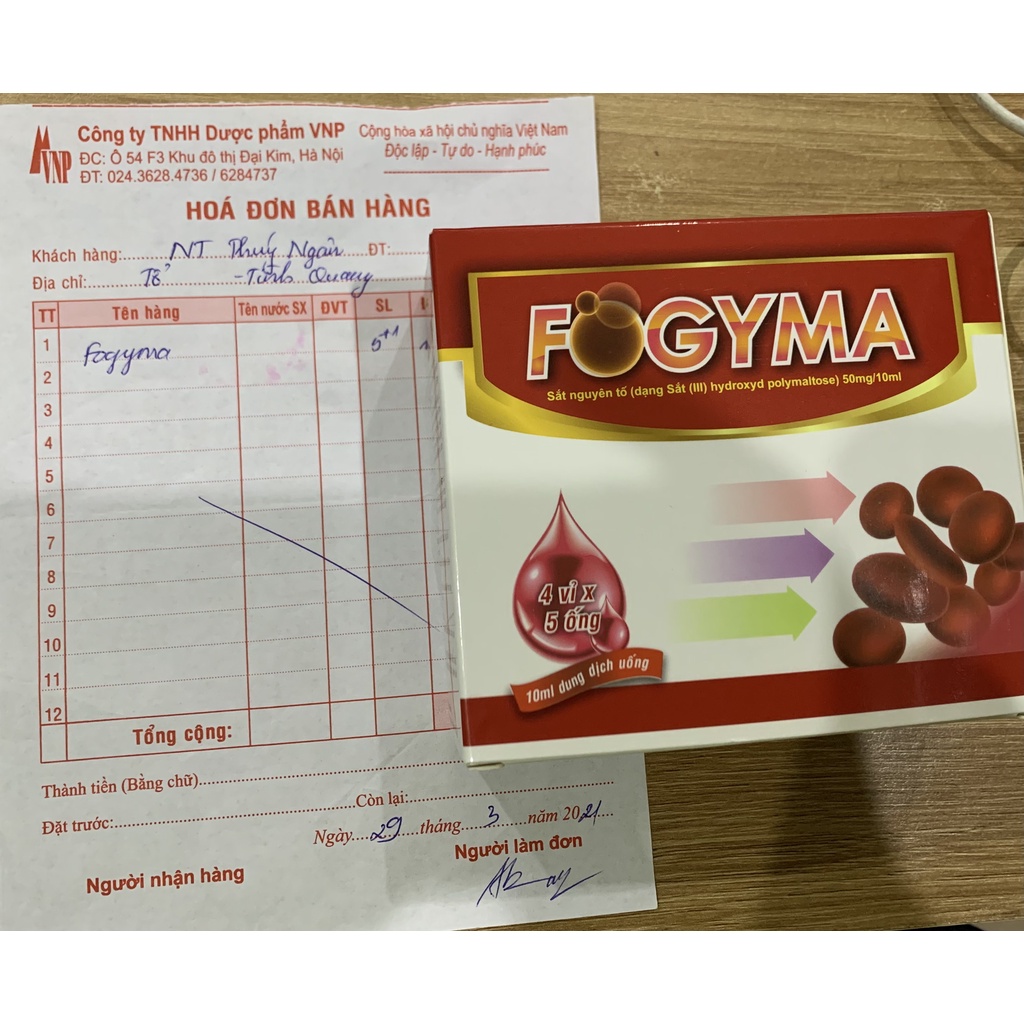 VNP
Công ty TNHH Dược phẩm VNP
ĐC: Ô 54 F3 Khu đô thị Đại Kim, Hà Nội
ĐT: 024.3628.4736 / 6284737
Cộng hòa xã hội chủ nghĩa Việt Nam
Độc lập - Tự do - Hạnh phúc
HOÁ ĐƠN BÁN HÀNG
Khách hàng: NT Thuý Ngân ĐT:
Địa chỉ: Tổ - Quang
TT Tên hàng Tên nước SX ĐVT SL
1 Fogyma 5+1
2
3
4
5
6
7
8
9
10
11
12
Tổng cộng:
Thành tiền (Bằng chữ)
Đặt trước: Còn lại:
Ngày 29 tháng 3 năm 2021
Người nhận hàng Người làm đơn
FOGYMA
Sắt nguyên tố (dạng Sắt (III) hydroxyd polymaltose) 50mg/10ml
4 vỉ x
5 ống
10ml dung dịch uống